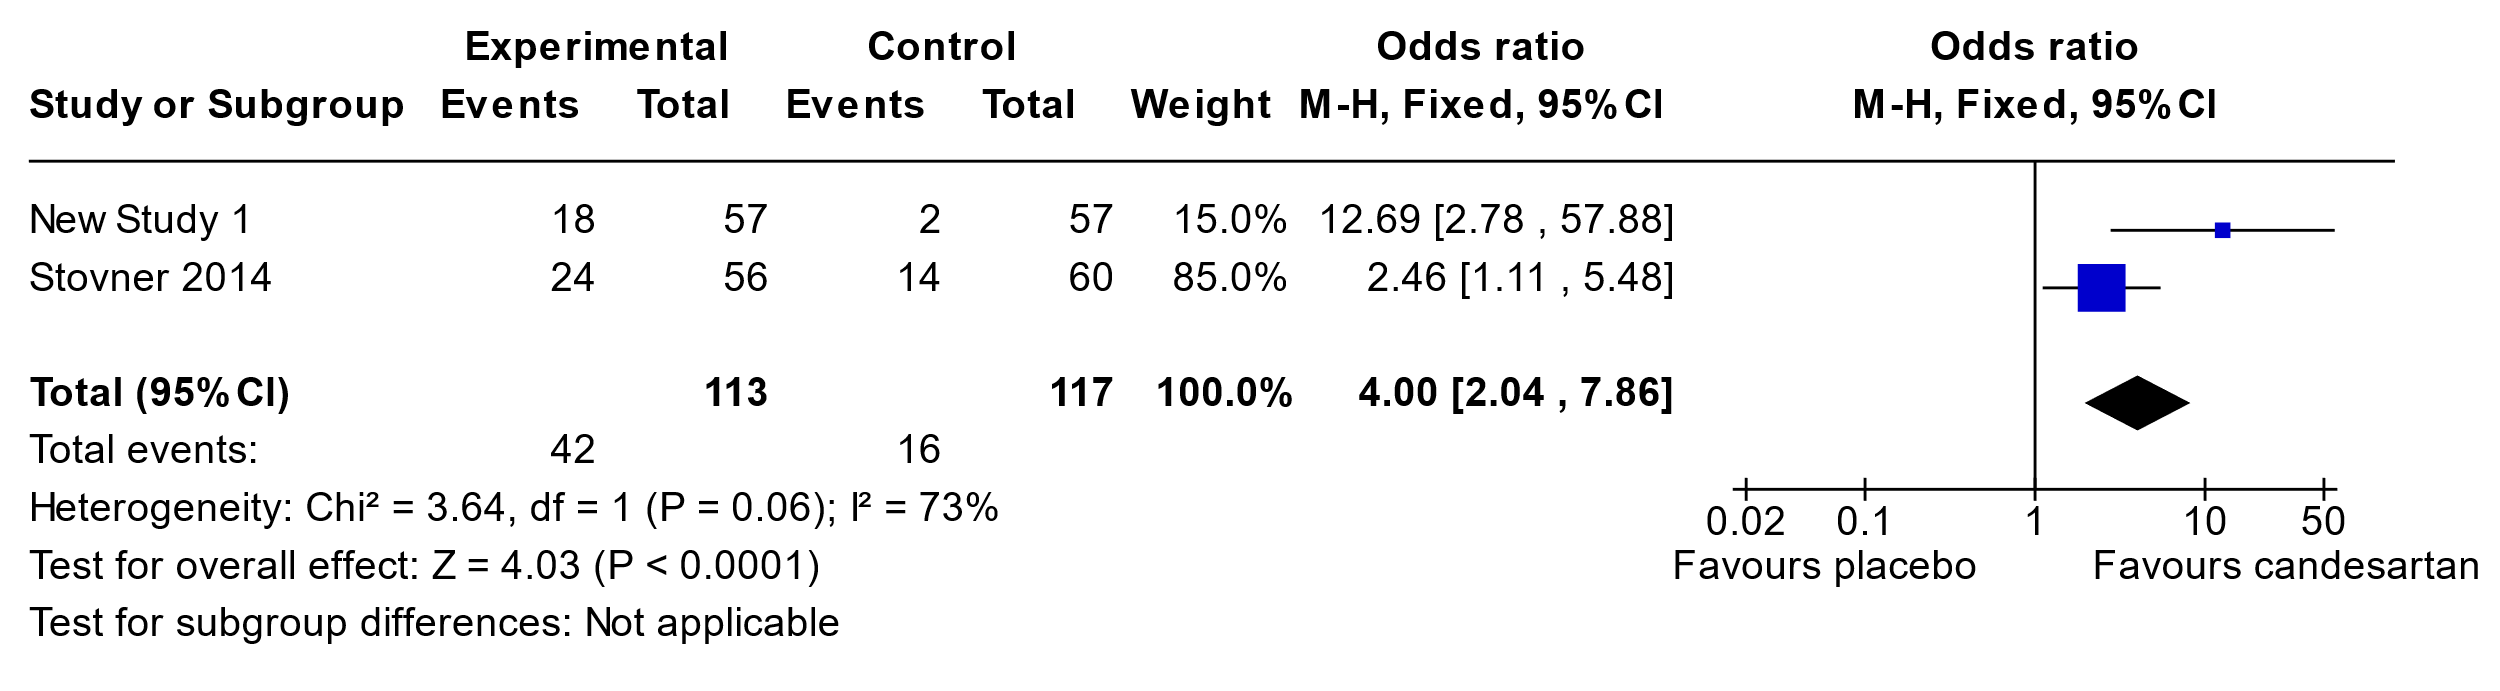 Experimental Control Odds ratio Odds ratio
Study or Subgroup Events Total Events Total Weight M-H, Fixed, 95% CI M-H, Fixed, 95% CI
New Study 1 18 57 2 57 15.0% 12.69 [2.78 , 57.88]
Stovner 2014 24 56 14 60 85.0% 2.46 [1.11 , 5.48]
Total (95% CI) 113 117 100.0% 4.00 [2.04 , 7.86]
Total events: 42 16
Heterogeneity: Chi² = 3.64, df = 1 (P = 0.06); I² = 73%
0.02 0.1 1 10 50
Test for overall effect: Z = 4.03 (P < 0.0001)
Favours placebo Favours candesartan
Test for subgroup differences: Not applicable